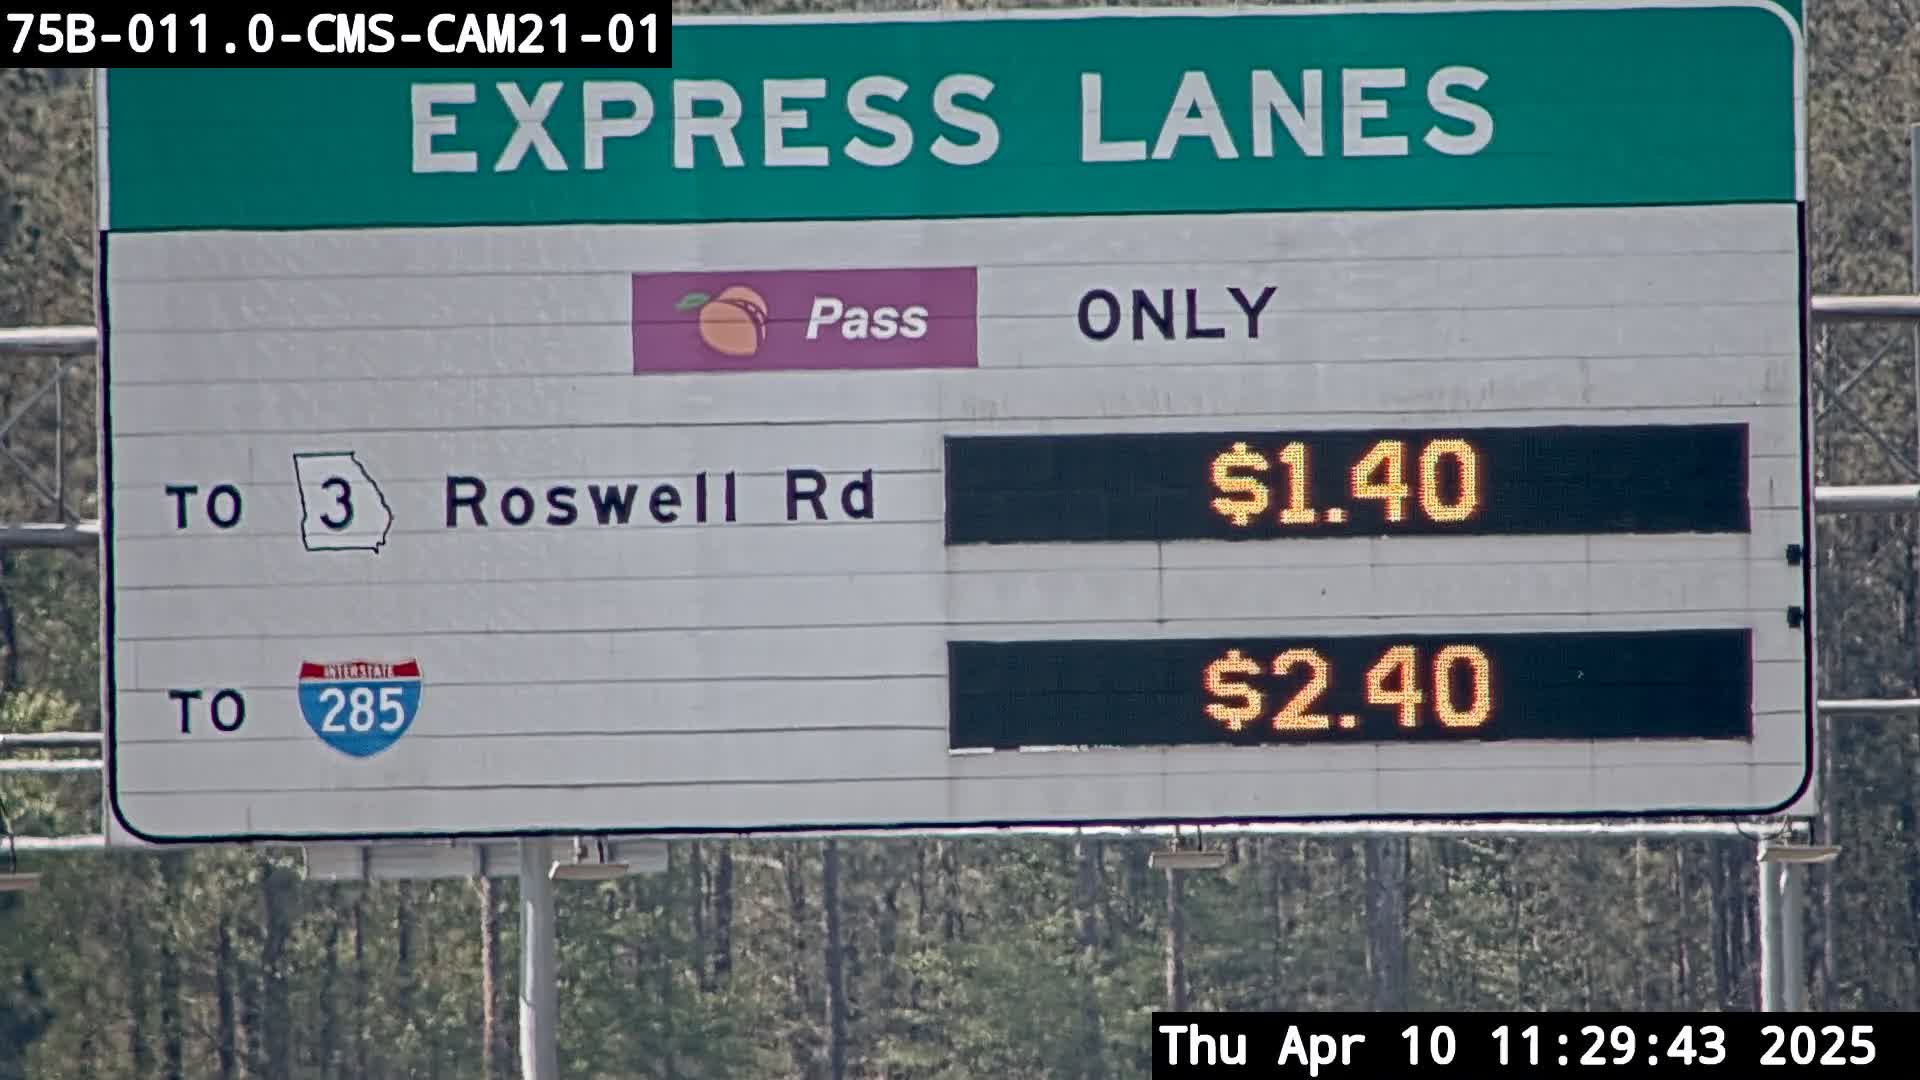 75B-011.0-CMS-CAM21-01
EXPRESS LANES
Pass ONLY
TO 3 Roswell Rd $1.40
INTERSTATE
TO 285 $2.40
Thu Apr 10 11:29:43 2025